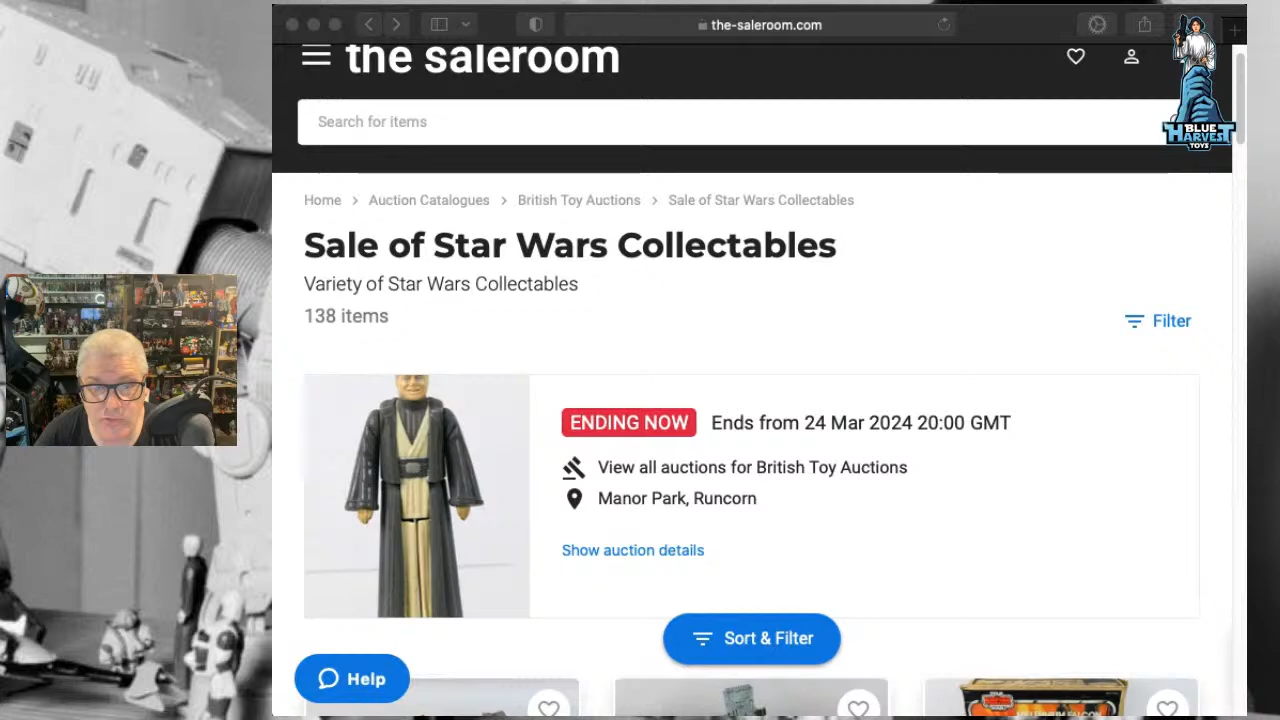 the-saleroom.com
the saleroom
Search for items
BLUE
HARVEST
TOYS
Home > Auction Catalogues > British Toy Auctions > Sale of Star Wars Collectables
Sale of Star Wars Collectables
Variety of Star Wars Collectables
138 items
Filter
ENDING NOW Ends from 24 Mar 2024 20:00 GMT
View all auctions for British Toy Auctions
Manor Park, Runcorn
Show auction details
Sort & Filter
Help
MILLENNIUM FALCON